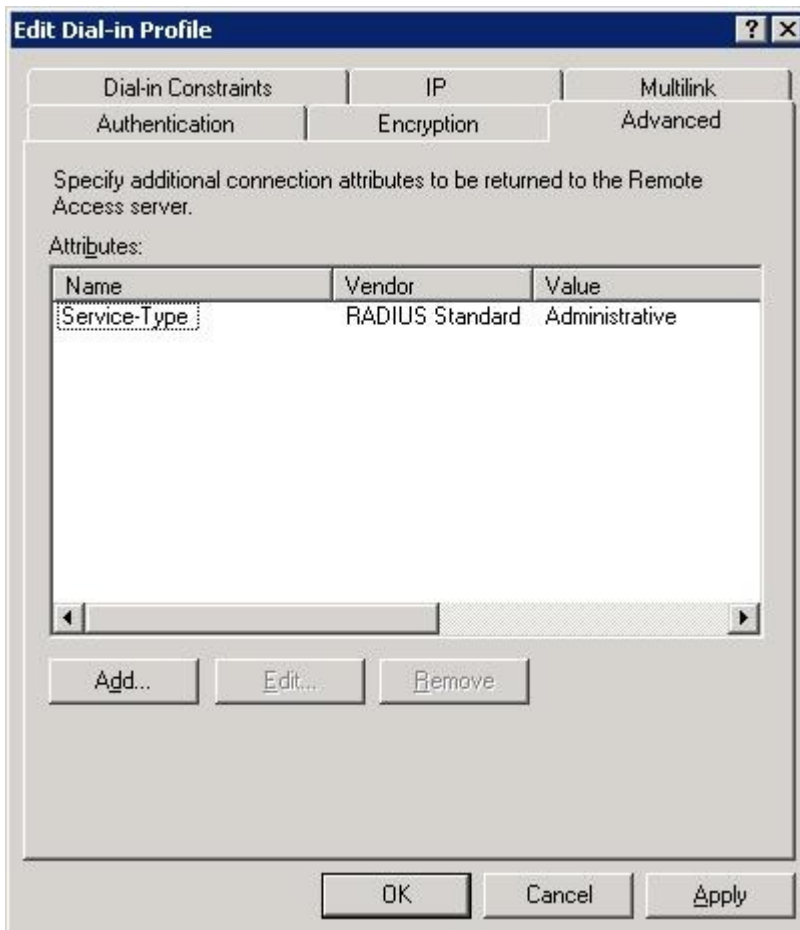 Edit Dial-in Profile
Dial-in Constraints IP Multilink
Authentication Encryption Advanced
Specify additional connection attributes to be returned to the Remote
Access server.
Attributes:
Name Vendor Value
Service-Type RADIUS Standard Administrative
Add... Edit... Remove
OK Cancel Apply